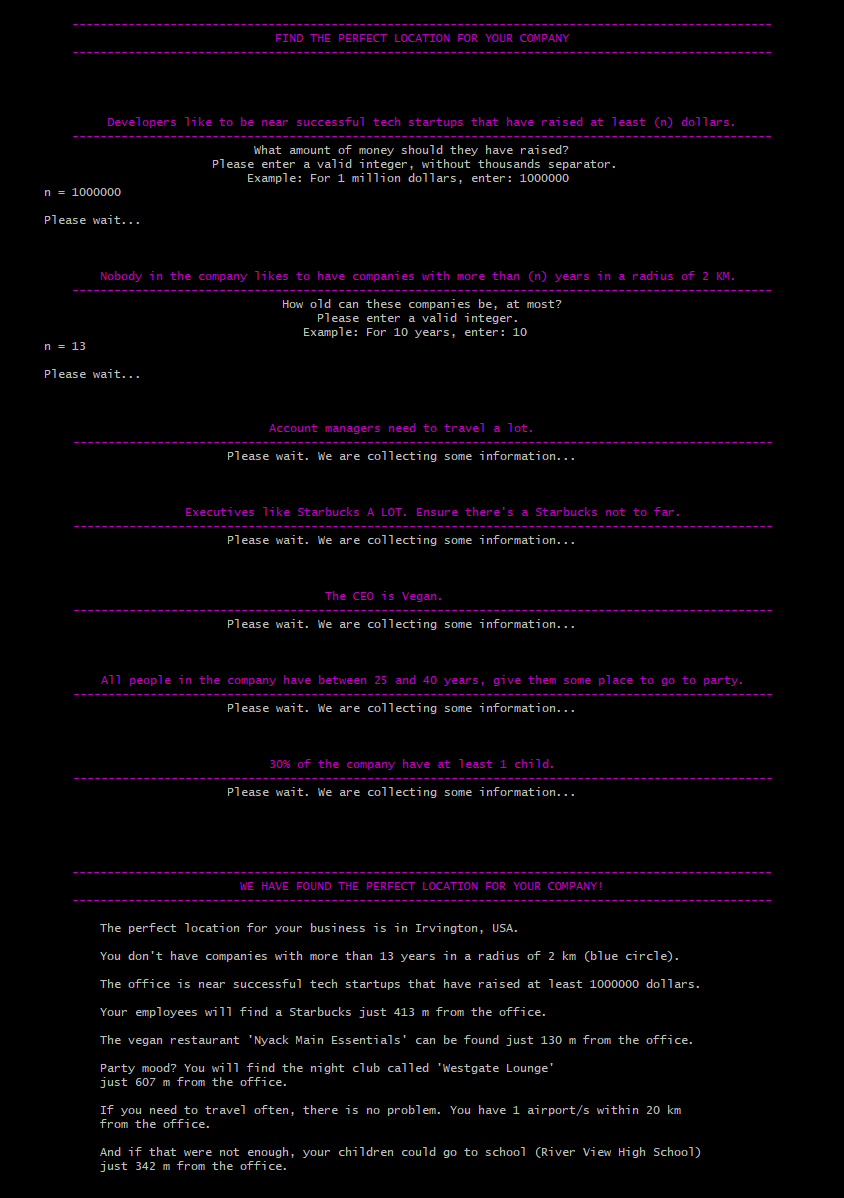 ----------------------------------------------------------------------------------------------------
FIND THE PERFECT LOCATION FOR YOUR COMPANY
----------------------------------------------------------------------------------------------------
Developers like to be near successful tech startups that have raised at least (n) dollars.
----------------------------------------------------------------------------------------------------
What amount of money should they have raised?
Please enter a valid integer, without thousands separator.
Example: For 1 million dollars, enter: 1000000
n = 1000000
Please wait...
Nobody in the company likes to have companies with more than (n) years in a radius of 2 KM.
----------------------------------------------------------------------------------------------------
How old can these companies be, at most?
Please enter a valid integer.
Example: For 10 years, enter: 10
n = 13
Please wait...
Account managers need to travel a lot.
----------------------------------------------------------------------------------------------------
Please wait. We are collecting some information...
Executives like Starbucks A LOT. Ensure there's a Starbucks not to far.
----------------------------------------------------------------------------------------------------
Please wait. We are collecting some information...
The CEO is Vegan.
----------------------------------------------------------------------------------------------------
Please wait. We are collecting some information...
All people in the company have between 25 and 40 years, give them some place to go to party.
----------------------------------------------------------------------------------------------------
Please wait. We are collecting some information...
30% of the company have at least 1 child.
----------------------------------------------------------------------------------------------------
Please wait. We are collecting some information...
----------------------------------------------------------------------------------------------------
WE HAVE FOUND THE PERFECT LOCATION FOR YOUR COMPANY!
----------------------------------------------------------------------------------------------------
The perfect location for your business is in Irvington, USA.
You don't have companies with more than 13 years in a radius of 2 km (blue circle).
The office is near successful tech startups that have raised at least 1000000 dollars.
Your employees will find a Starbucks just 413 m from the office.
The vegan restaurant 'Nyack Main Essentials' can be found just 130 m from the office.
Party mood? You will find the night club called 'Westgate Lounge'
just 607 m from the office.
If you need to travel often, there is no problem. You have 1 airport/s within 20 km
from the office.
And if that were not enough, your children could go to school (River View High School)
just 342 m from the office.